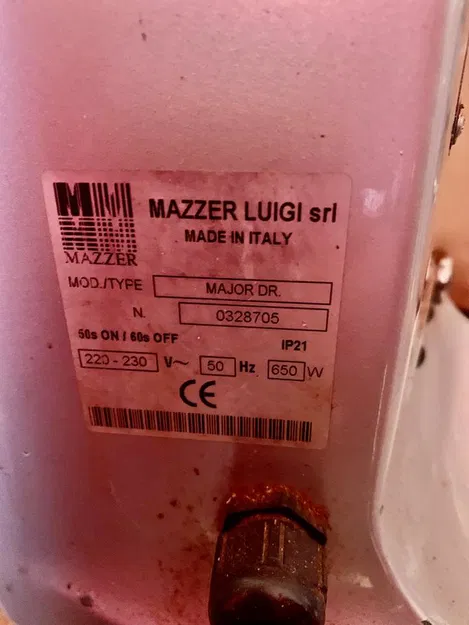 MAZZER LUIGI srl
MADE IN ITALY
MAZZER
MOD./TYPE MAJOR DR.
N. 0328705
50s ON / 60s OFF IP21
220 - 230 V~ 50 Hz 650 W
CE